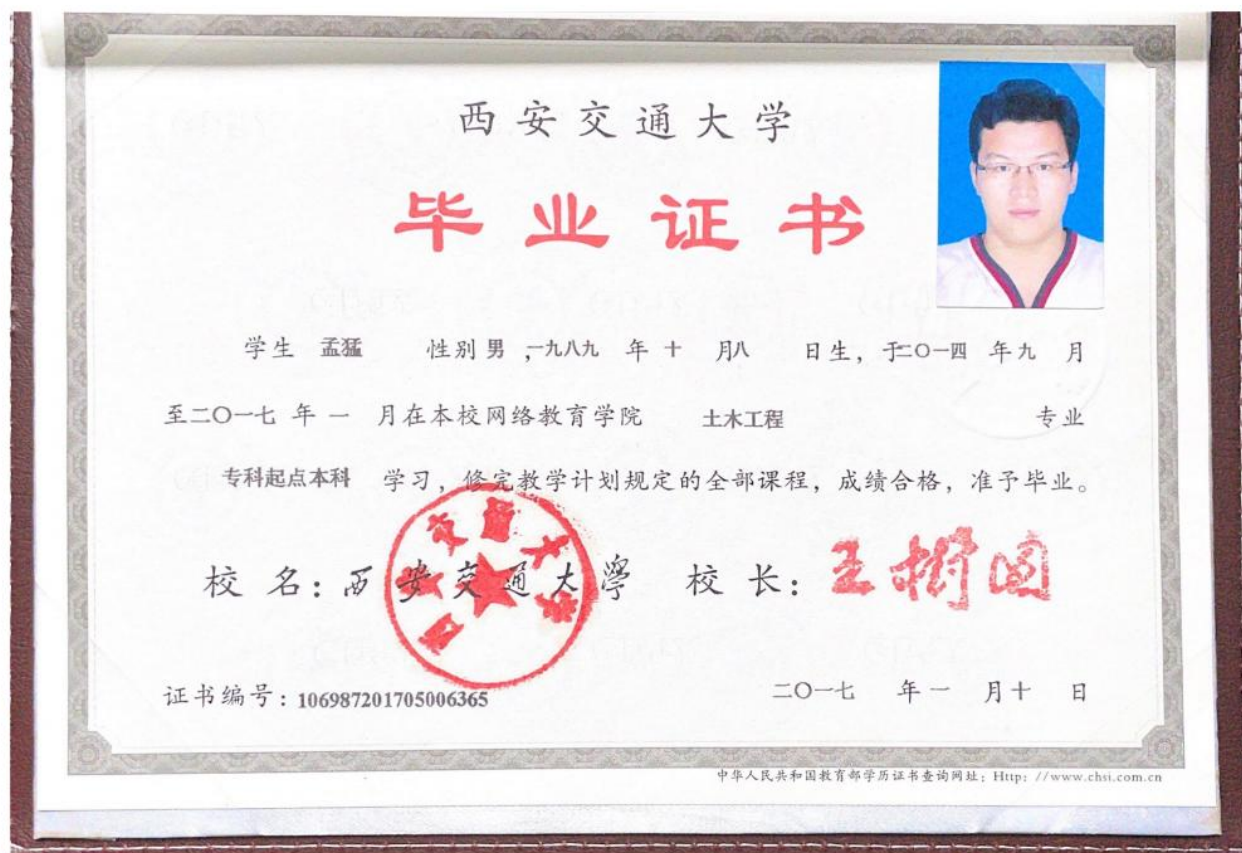 西安交通大学
毕业证书
学生 孟猛 性别 男 ,一九八九 年 十 月八 日生, 于二〇一四 年九 月
至二〇一七 年 一 月在本校网络教育学院 土木工程 专业
专科起点本科 学习, 修完教学计划规定的全部课程, 成绩合格, 准予毕业。
校 名: 西安交通大學 校 长: 王树国
西安交通大学
证书编号: 106987201705006365 二〇一七 年 一 月十 日
中华人民共和国教育部学历证书查询网址: Http: //www.chsi.com.cn